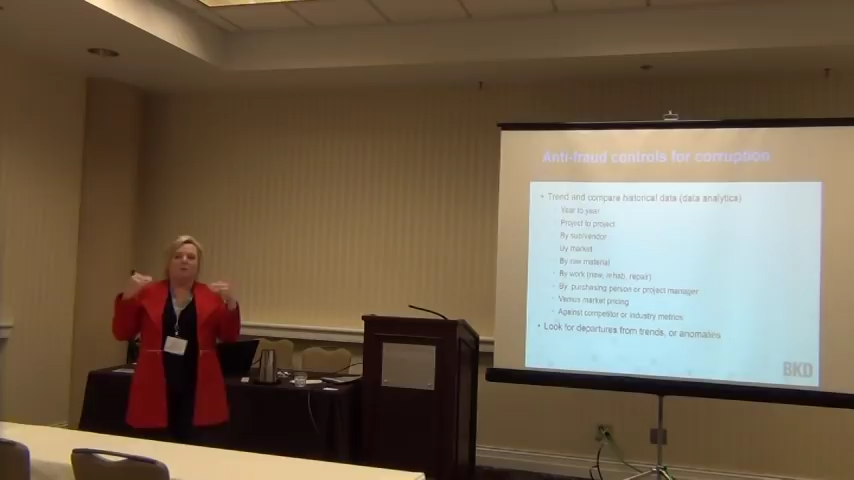 Anti-fraud controls for corruption
• Trend and compare historical data (data analytics)
Year to year
Project to project
By sub/vendor
By market
By raw material
By work (new, rehab, repair)
By purchasing person or project manager
Versus market pricing
Against competitor or industry metrics
• Look for departures from trends, or anomalies
BKD